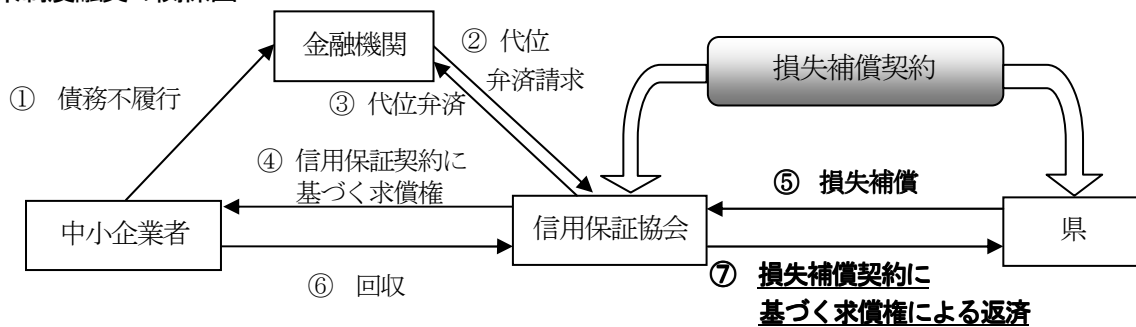 金融機関
② 代位
弁済請求
損失補償契約
① 債務不履行
③ 代位弁済
④ 信用保証契約に
基づく求償権
⑤ 損失補償
中小企業者
信用保証協会
県
⑥ 回収
⑦ 損失補償契約に
基づく求償権による返済